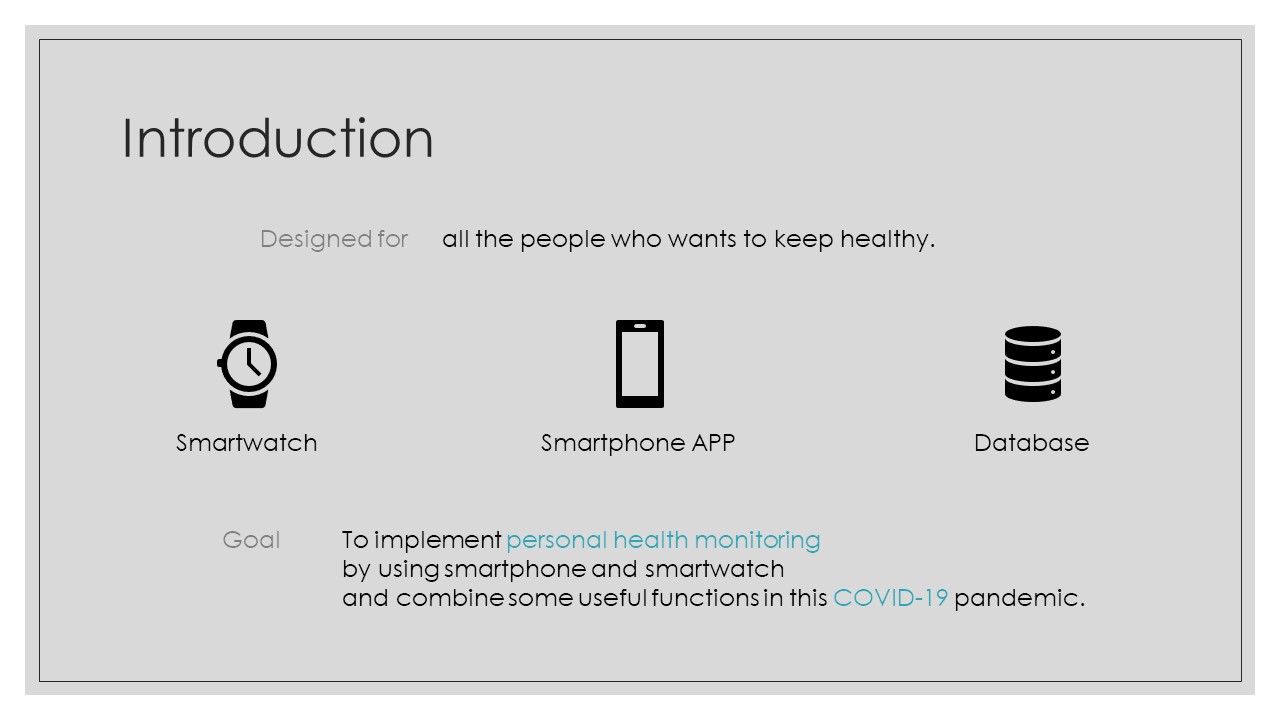 Introduction
Designed for all the people who wants to keep healthy.
Smartwatch
Smartphone APP
Database
Goal To implement personal health monitoring
by using smartphone and smartwatch
and combine some useful functions in this COVID-19 pandemic.